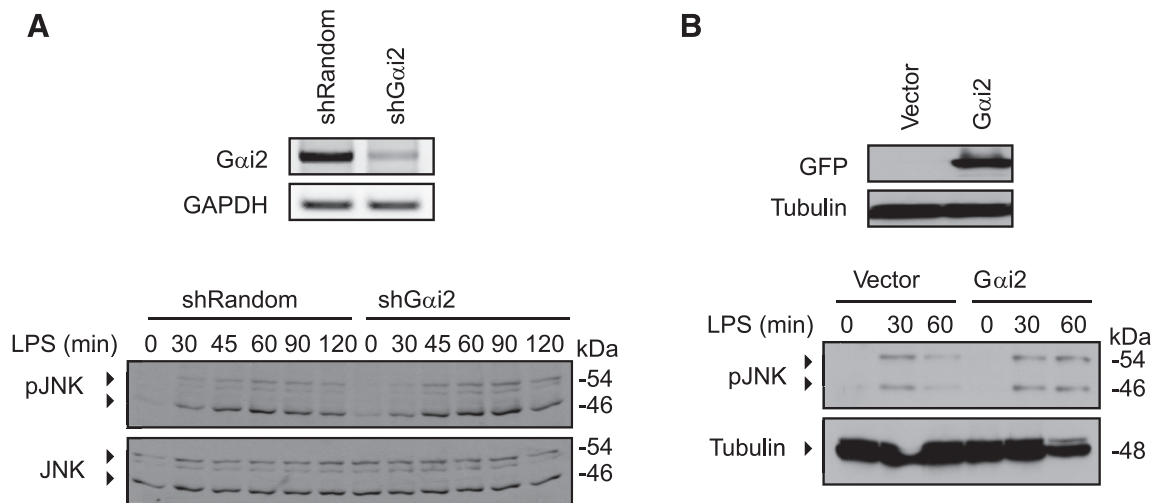 A
shRandom
shGαi2
Gαi2
GAPDH
shRandom shGαi2
LPS (min) 0 30 45 60 90 120 0 30 45 60 90 120 kDa
pJNK
-54
-46
JNK
-54
-46
B
Vector
Gαi2
GFP
Tubulin
Vector Gαi2
LPS (min) 0 30 60 0 30 60 kDa
pJNK
-54
-46
Tubulin -48